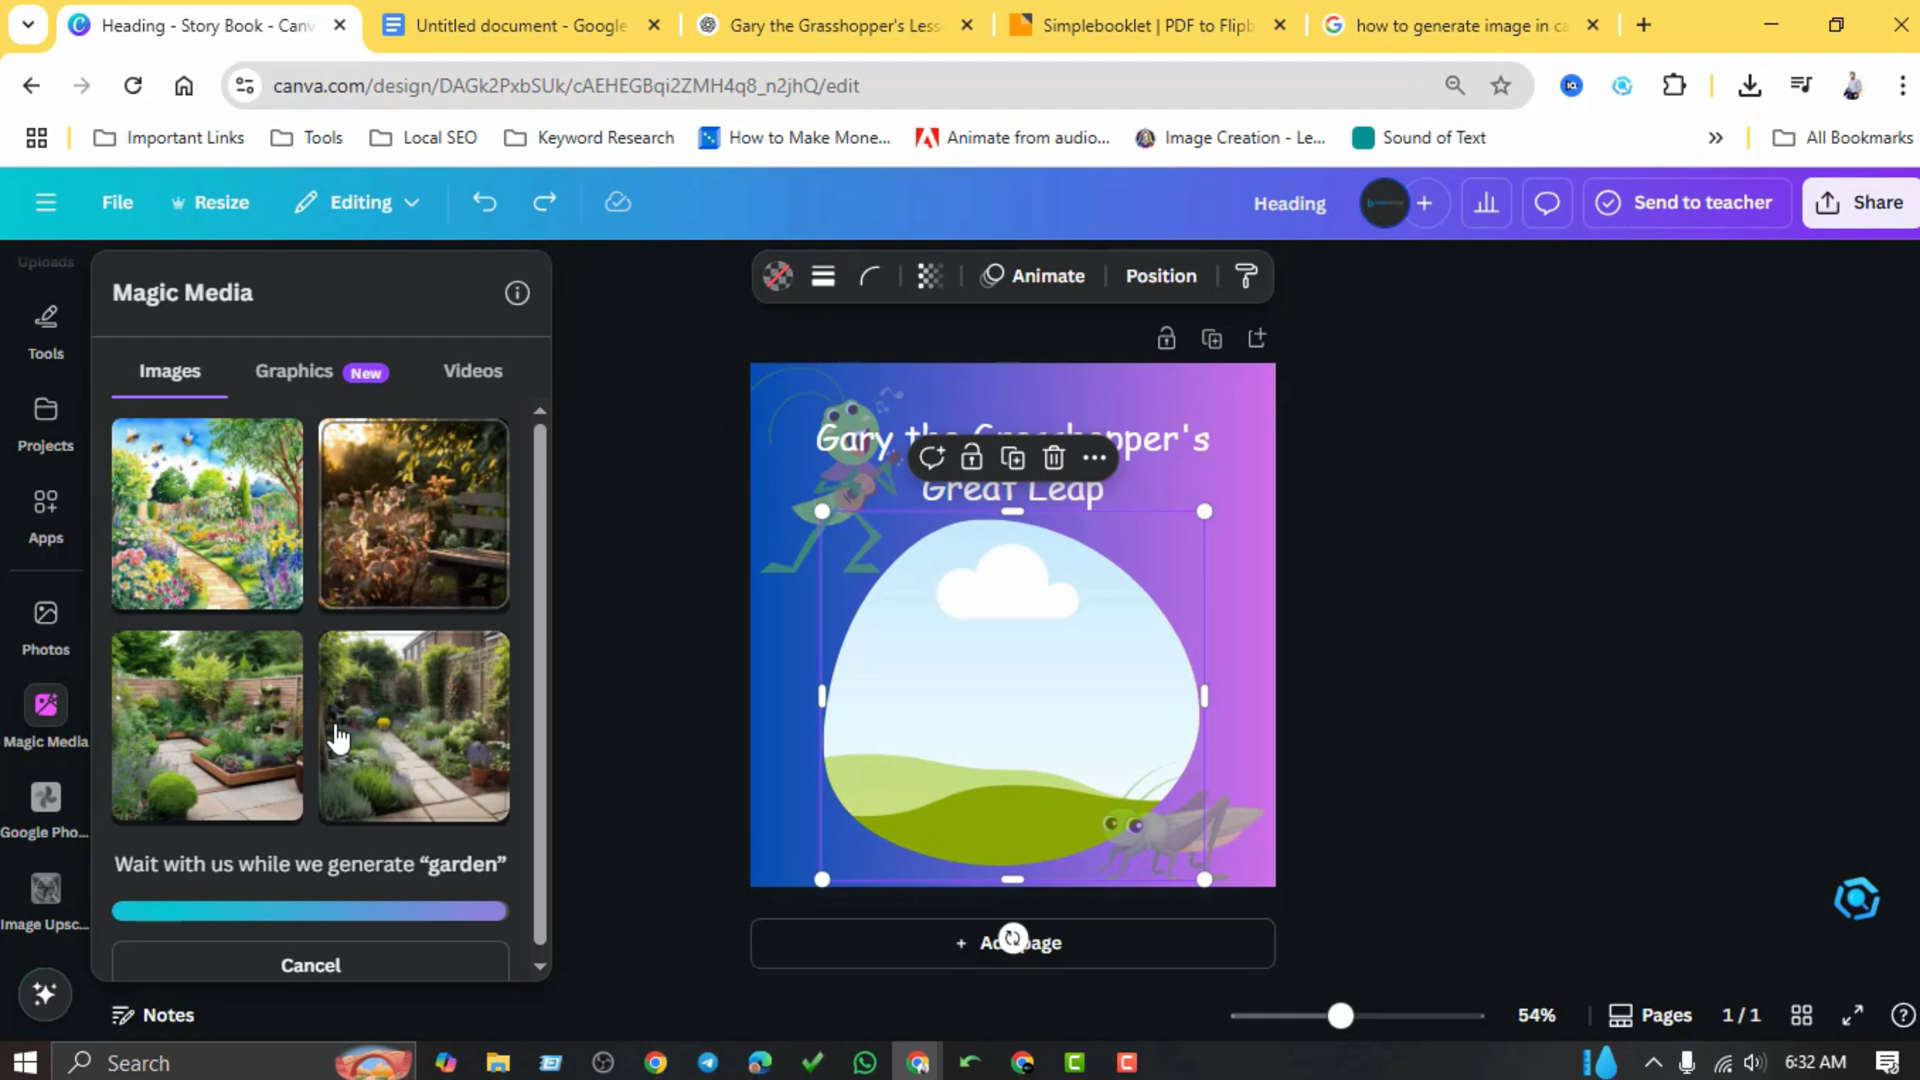 Heading - Story Book - Canv
Untitled document - Google
Gary the Grasshopper's Less
Simplebooklet | PDF to Flipb
how to generate image in ca
canva.com/design/DAGk2PxbSUk/cAEHEGBqi2ZMH4q8_n2jhQ/edit
Important Links
Tools
Local SEO
Keyword Research
How to Make Mone...
Animate from audio...
Image Creation - Le...
Sound of Text
All Bookmarks
File
Resize
Editing
Heading
Send to teacher
Share
Uploads
Tools
Projects
Apps
Photos
Magic Media
Google Pho...
Image Upsc...
Magic Media
Images
Graphics
New
Videos
Wait with us while we generate “garden”
Cancel
Animate
Position
Gary the Grasshopper's
Great Leap
+ Add page
Notes
54%
Pages
1 / 1
Search
6:32 AM